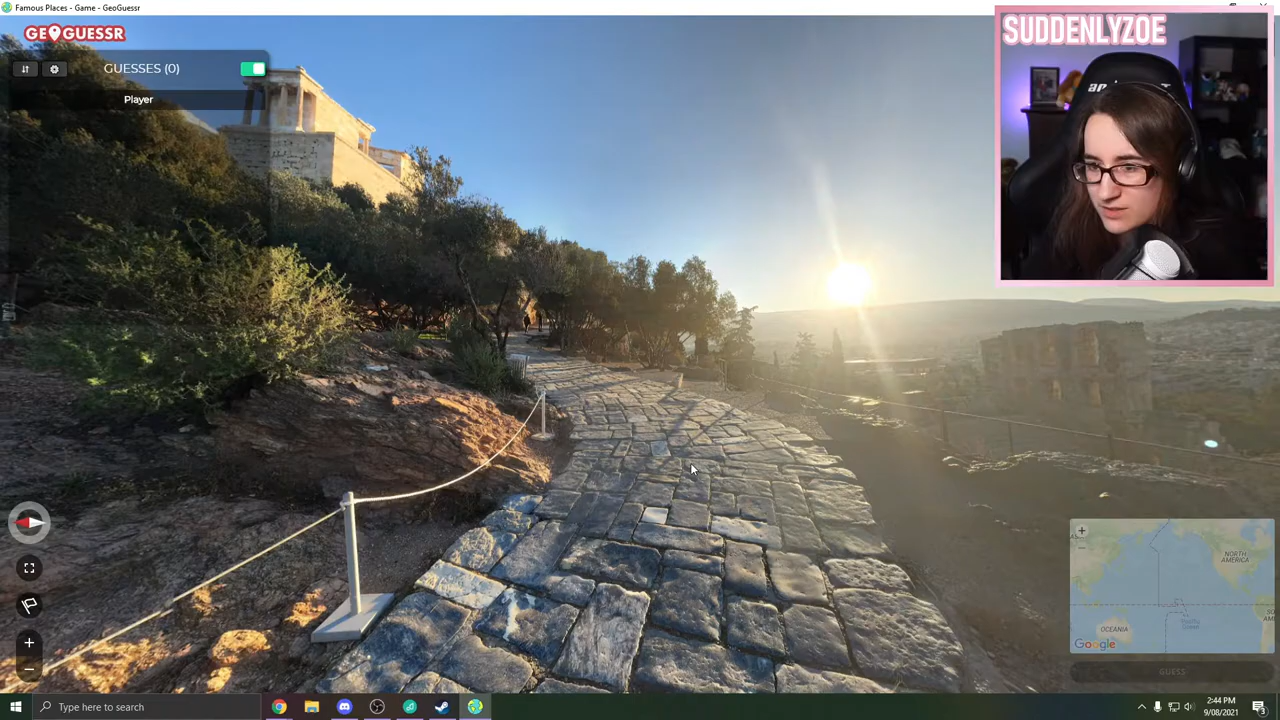 Famous Places - Game - GeoGuessr
GEOGUESSR
GUESSES (0)
Player
SUDDENLYZOE
NORTH
AMERICA
OCEANIA
Google
GUESS
Type here to search
2:44 PM
9/08/2021